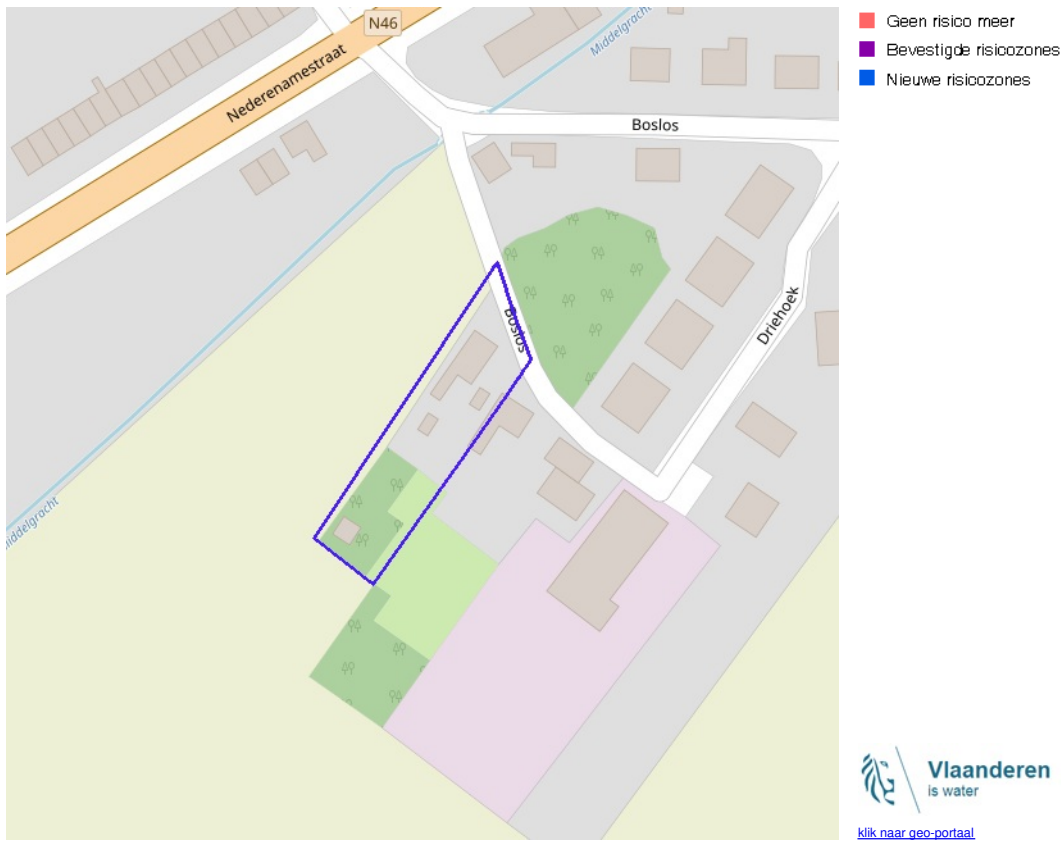 N46
Nederenamestraat
Middelgracht
Boslos
Boslos
Driehoek
Middelgracht
Geen risico meer
Bevestigde risicozones
Nieuwe risicozones
Vlaanderen
is water
klik naar geo-portaal